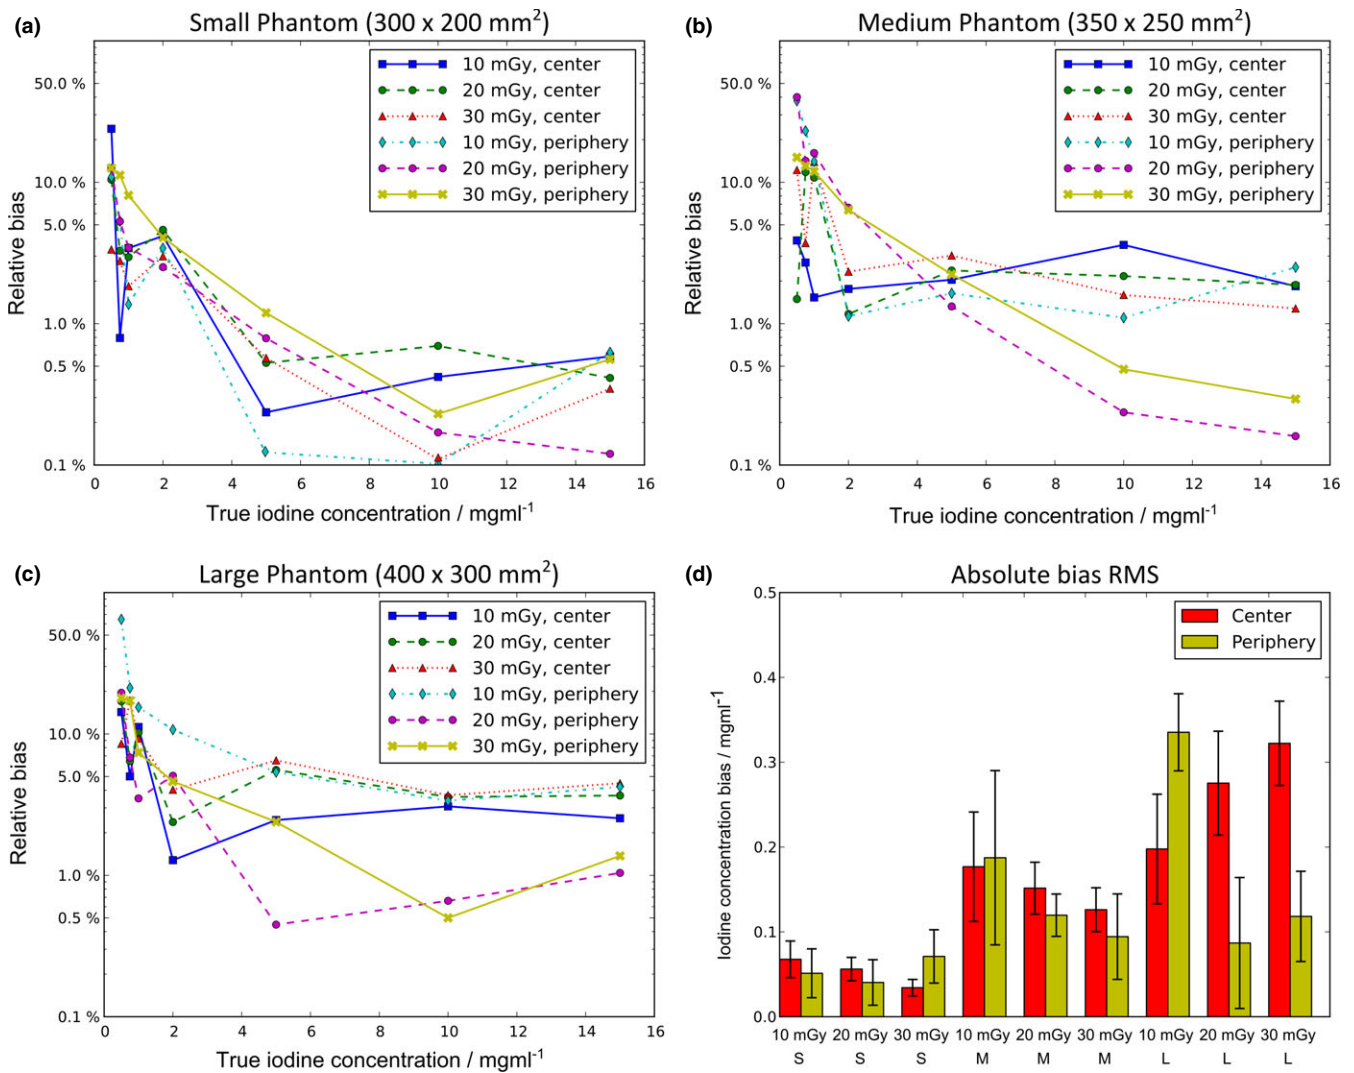 (a) Small Phantom (300 x 200 mm²)
50.0 %
10.0 %
5.0 %
1.0 %
0.5 %
0.1 %
Relative bias
10 mGy, center
20 mGy, center
30 mGy, center
10 mGy, periphery
20 mGy, periphery
30 mGy, periphery
0 2 4 6 8 10 12 14 16
True iodine concentration / mgml⁻¹
(b) Medium Phantom (350 x 250 mm²)
50.0 %
10.0 %
5.0 %
1.0 %
0.5 %
0.1 %
Relative bias
10 mGy, center
20 mGy, center
30 mGy, center
10 mGy, periphery
20 mGy, periphery
30 mGy, periphery
0 2 4 6 8 10 12 14 16
True iodine concentration / mgml⁻¹
(c) Large Phantom (400 x 300 mm²)
50.0 %
10.0 %
5.0 %
1.0 %
0.5 %
0.1 %
Relative bias
10 mGy, center
20 mGy, center
30 mGy, center
10 mGy, periphery
20 mGy, periphery
30 mGy, periphery
0 2 4 6 8 10 12 14 16
True iodine concentration / mgml⁻¹
(d) Absolute bias RMS
0.5
0.4
0.3
0.2
0.1
0.0
Iodine concentration bias / mgml⁻¹
Center
Periphery
10 mGy 20 mGy 30 mGy 10 mGy 20 mGy 30 mGy 10 mGy 20 mGy 30 mGy
S S S M M M L L L